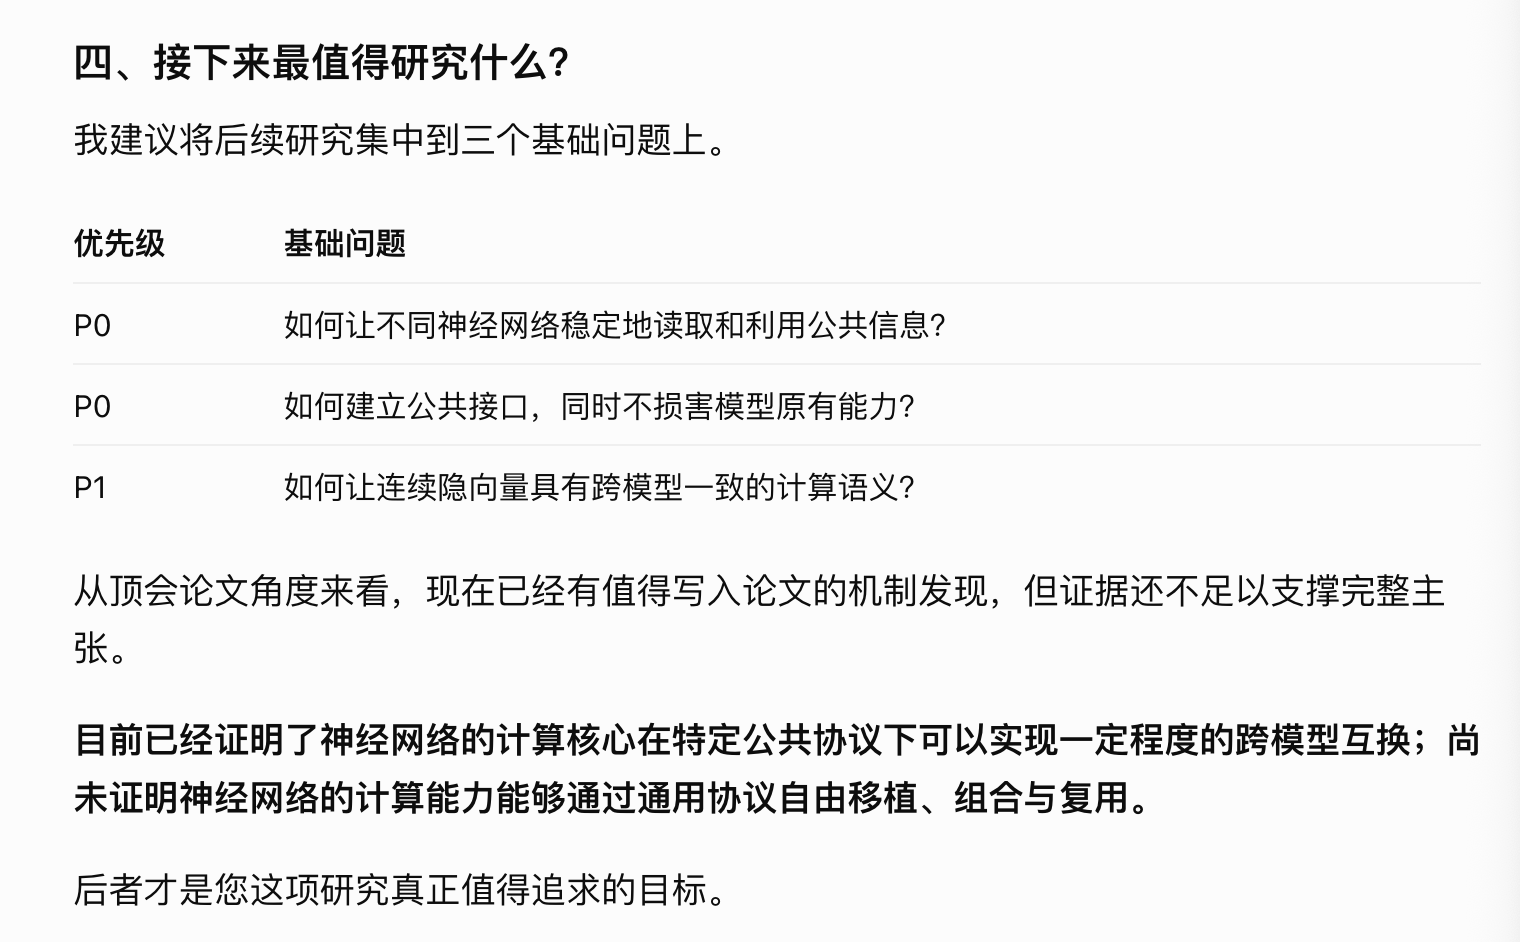 四、接下来最值得研究什么？
我建议将后续研究集中到三个基础问题上。
优先级 基础问题
P0 如何让不同神经网络稳定地读取和利用公共信息？
P0 如何建立公共接口，同时不损害模型原有能力？
P1 如何让连续隐向量具有跨模型一致的计算语义？
从顶会论文角度来看，现在已经有值得写入论文的机制发现，但证据还不足以支撑完整主
张。
目前已经证明了神经网络的计算核心在特定公共协议下可以实现一定程度的跨模型互换；尚
未证明神经网络的计算能力能够通过通用协议自由移植、组合与复用。
后者才是您这项研究真正值得追求的目标。